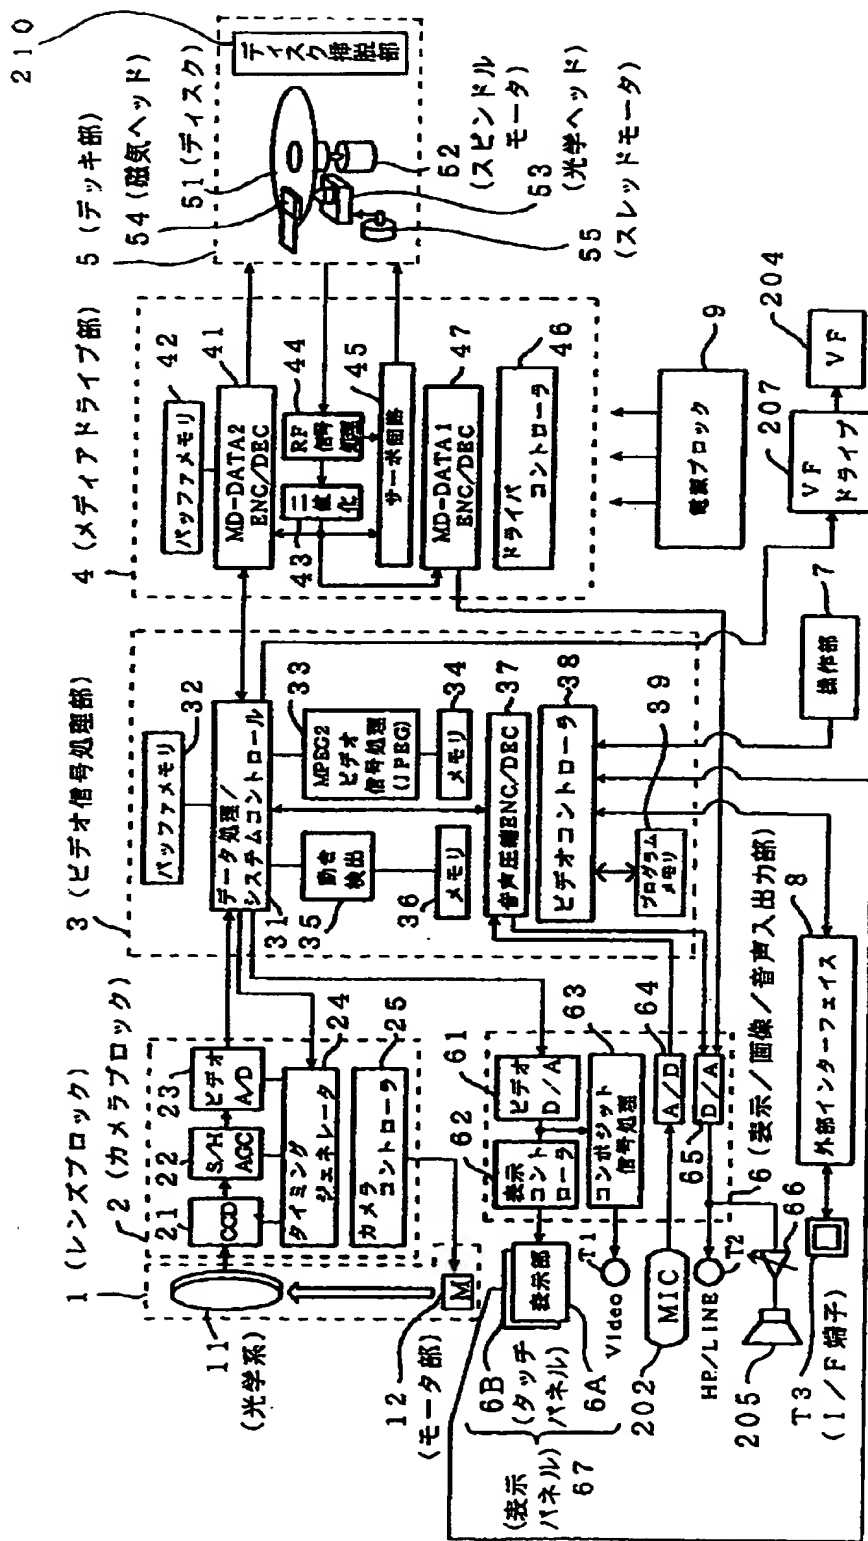 1 (レンズブロック)
2 (カメラブロック)
11
(光学系)
21
CCD
22
S/H
AGC
23
ビデオ
A/D
タイミング
ジェネレータ
24
カメラ
コントローラ
25
12
(モータ部)
M
3 (ビデオ信号処理部)
バッファメモリ
32
データ処理/
システムコントロール
31
MPEG2
ビデオ
信号処理
(JPEG)
33
メモリ
34
動き
検出
35
メモリ
36
音声圧縮ENC/DEC
37
ビデオコントローラ
38
プログラム
メモリ
39
4 (メディアドライブ部)
バッファメモリ
42
MD-DATA2
ENC/DEC
41
RF
信号
処理
44
二
値
化
43
サーボ回路
45
MD-DATA1
ENC/DEC
47
ドライバ
コントローラ
46
5 (デッキ部)
54 (磁気ヘッド)
51 (ディスク)
210
ディスク挿脱部
52
(スピンドル
モータ)
53
(光学ヘッド)
55
(スレッドモータ)
6B
(タッチ
パネル)
6A
(表示
パネル)
67
表示部
表示
コント
ローラ
62
ビデオ
D/A
61
コンポジット
信号処理
63
A/D
64
D/A
65
6 (表示/画像/音声入出力部)
Video
T1
MIC
202
HP./LINE
T2
205
66
T3
(I/F端子)
外部インターフェイス
8
操作部
7
電源ブロック
9
VF
ドライブ
207
VF
204